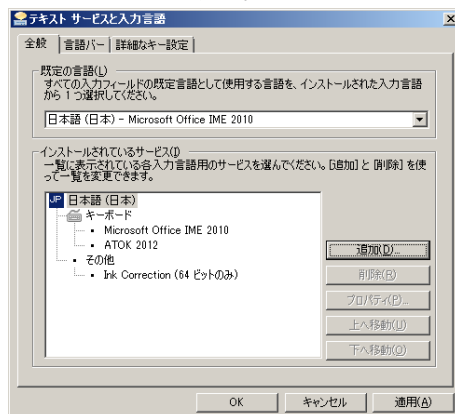 テキスト サービスと入力言語
全般
言語バー
詳細なキー設定
既定の言語(L)
すべての入力フィールドの既定言語として使用する言語を、インストールされた入力言語
から 1 つ選択してください。
日本語 (日本) - Microsoft Office IME 2010
インストールされているサービス(I)
一覧に表示されている各入力言語用のサービスを選んでください。[追加] と [削除] を使
って一覧を変更できます。
JP 日本語 (日本)
キーボード
Microsoft Office IME 2010
ATOK 2012
その他
Ink Correction (64 ビットのみ)
追加(D)...
削除(R)
プロパティ(P)...
上へ移動(U)
下へ移動(O)
OK
キャンセル
適用(A)